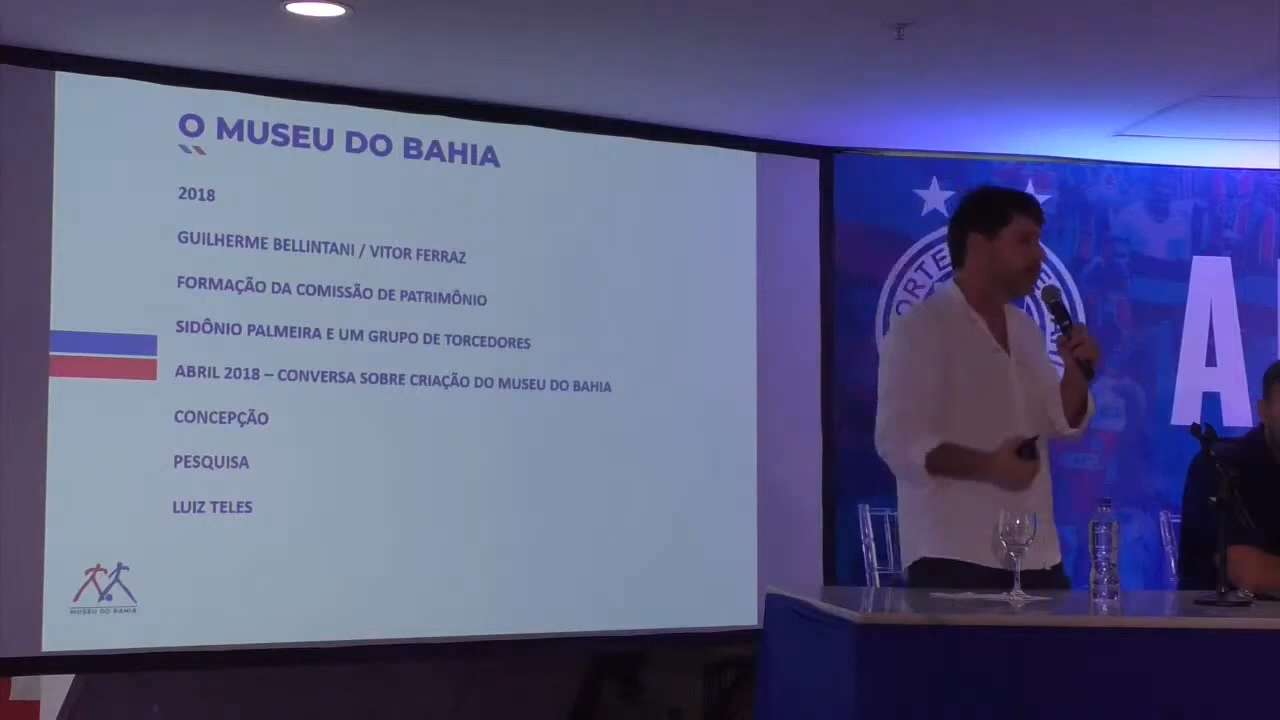 O MUSEU DO BAHIA
2018
GUILHERME BELLINTANI / VITOR FERRAZ
FORMAÇÃO DA COMISSÃO DE PATRIMÔNIO
SIDÔNIO PALMEIRA E UM GRUPO DE TORCEDORES
ABRIL 2018 – CONVERSA SOBRE CRIAÇÃO DO MUSEU DO BAHIA
CONCEPÇÃO
PESQUISA
LUIZ TELES
MUSEU DO BAHIA